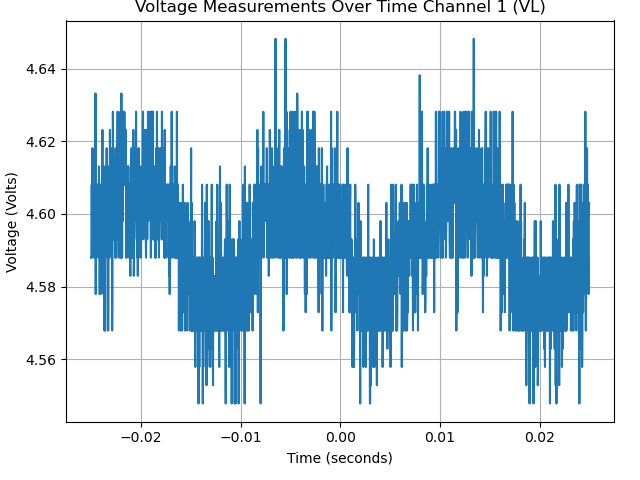 Voltage Measurements Over Time Channel 1 (VL)
4.64
4.62
4.60
4.58
4.56
Voltage (Volts)
−0.02 −0.01 0.00 0.01 0.02
Time (seconds)